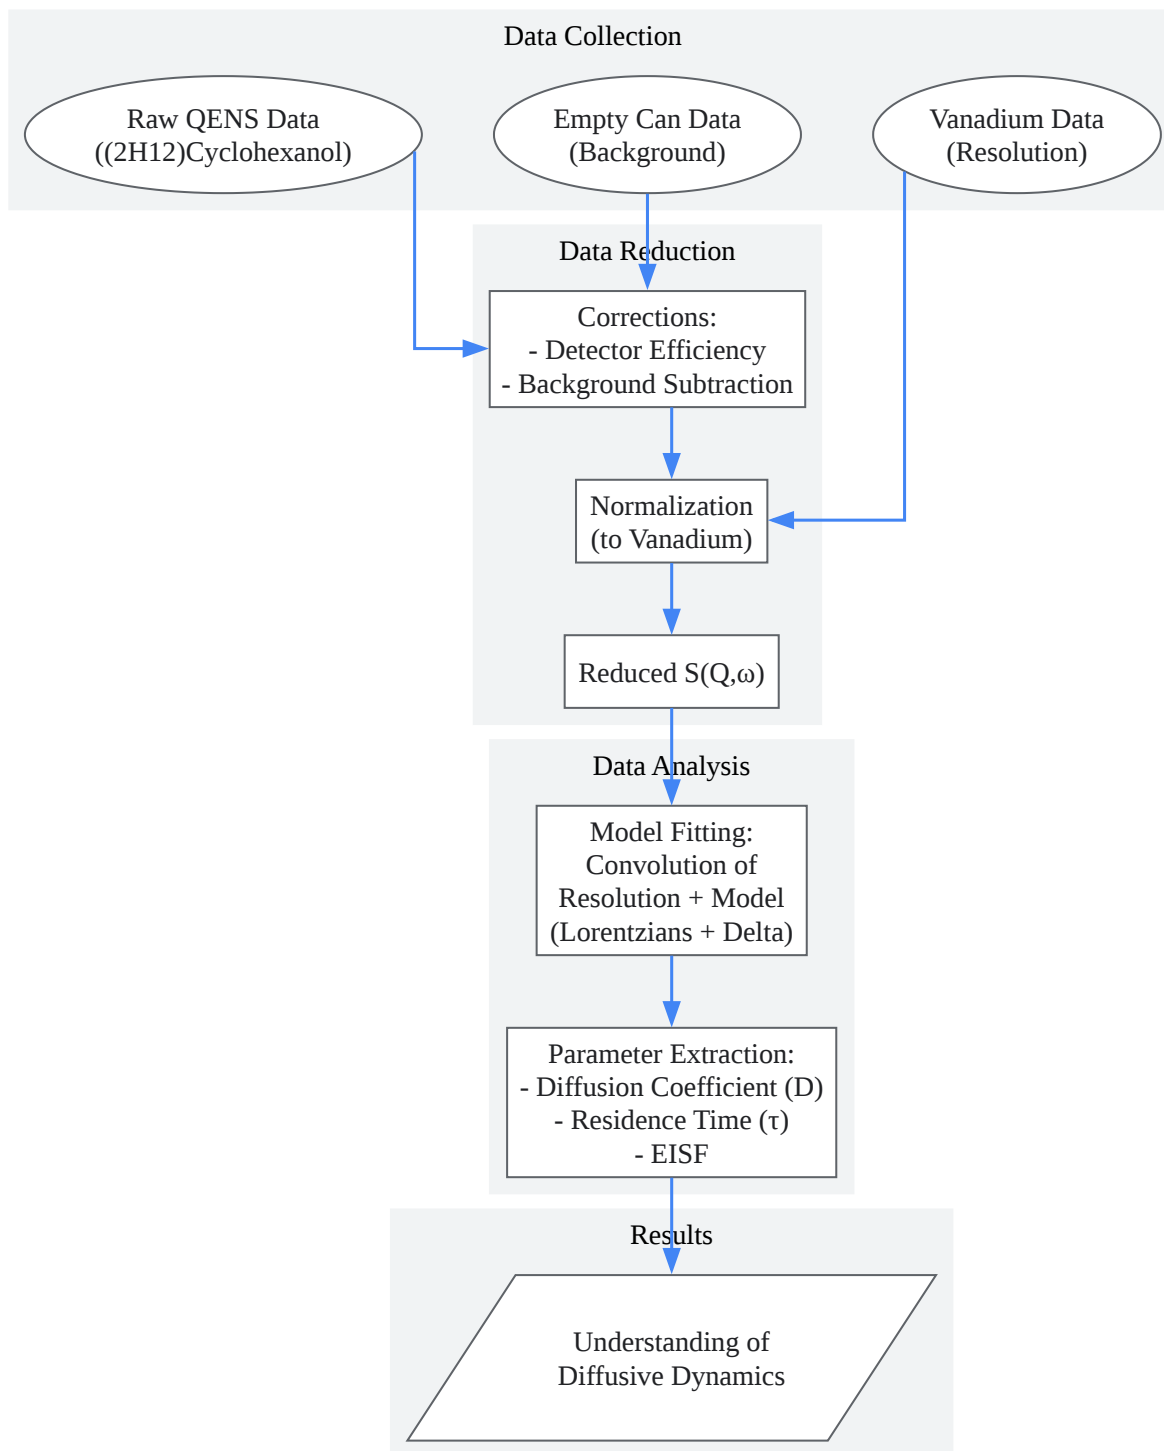 Data Collection
Raw QENS Data
((2H12)Cyclohexanol)
Empty Can Data
(Background)
Vanadium Data
(Resolution)
Data Reduction
Corrections:
- Detector Efficiency
- Background Subtraction
Normalization
(to Vanadium)
Reduced S(Q,ω)
Data Analysis
Model Fitting:
Convolution of
Resolution + Model
(Lorentzians + Delta)
Parameter Extraction:
- Diffusion Coefficient (D)
- Residence Time (τ)
- EISF
Results
Understanding of
Diffusive Dynamics